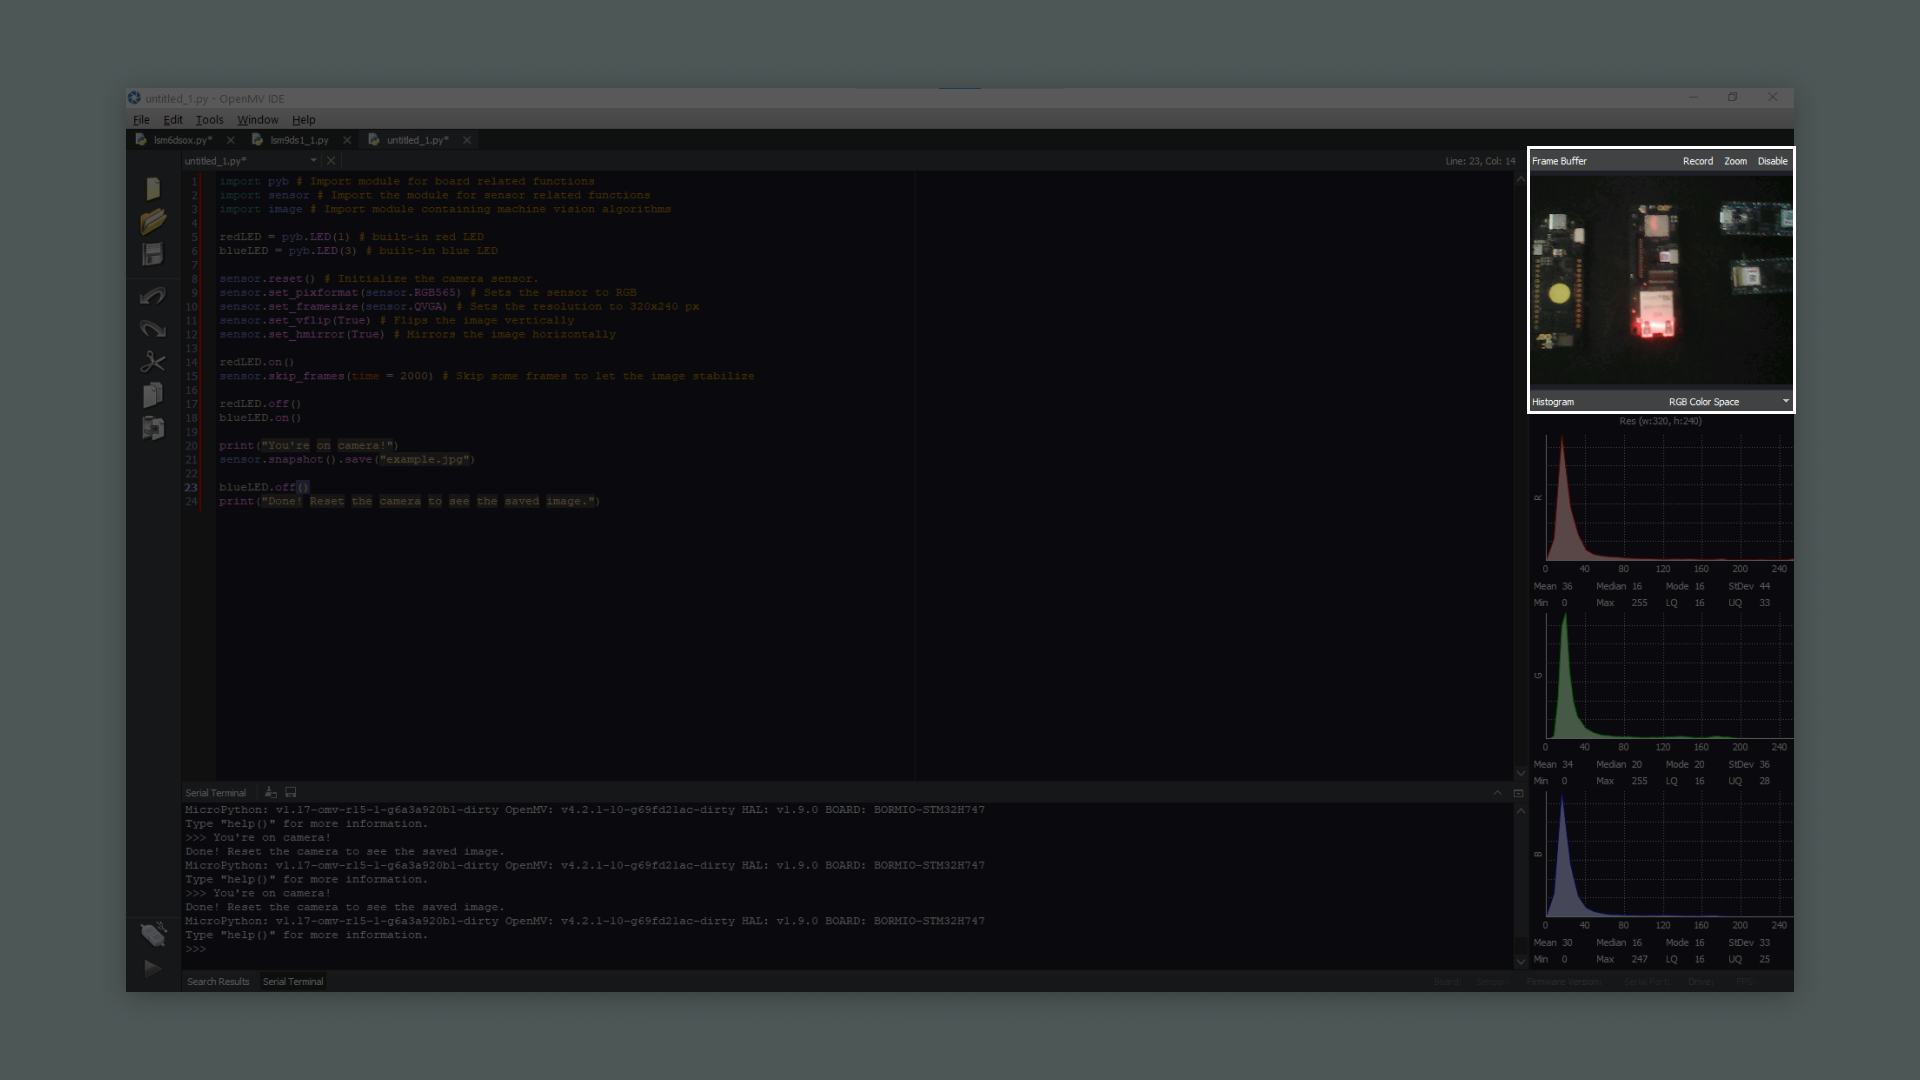 untitled_1.py - OpenMV IDE
File Edit Tools Window Help
lsm6dsox.py* lsm9ds1_1.py untitled_1.py*
untitled_1.py* Line: 23, Col: 14
1 import pyb # Import module for board related functions
2 import sensor # Import the module for sensor related functions
3 import image # Import module containing machine vision algorithms
4
5 redLED = pyb.LED(1) # built-in red LED
6 blueLED = pyb.LED(3) # built-in blue LED
7
8 sensor.reset() # Initialize the camera sensor.
9 sensor.set_pixformat(sensor.RGB565) # Sets the sensor to RGB
10 sensor.set_framesize(sensor.QVGA) # Sets the resolution to 320x240 px
11 sensor.set_vflip(True) # Flips the image vertically
12 sensor.set_hmirror(True) # Mirrors the image horizontally
13
14 redLED.on()
15 sensor.skip_frames(time = 2000) # Skip some frames to let the image stabilize
16
17 redLED.off()
18 blueLED.on()
19
20 print("You're on camera!")
21 sensor.snapshot().save("example.jpg")
22
23 blueLED.off()
24 print("Done! Reset the camera to see the saved image.")
Serial Terminal
MicroPython: v1.17-omv-r15-1-g6a3a920b1-dirty OpenMV: v4.2.1-10-g69fd21ac-dirty HAL: v1.9.0 BOARD: BORMIO-STM32H747
Type "help()" for more information.
>>> You're on camera!
Done! Reset the camera to see the saved image.
MicroPython: v1.17-omv-r15-1-g6a3a920b1-dirty OpenMV: v4.2.1-10-g69fd21ac-dirty HAL: v1.9.0 BOARD: BORMIO-STM32H747
Type "help()" for more information.
>>> You're on camera!
Done! Reset the camera to see the saved image.
MicroPython: v1.17-omv-r15-1-g6a3a920b1-dirty OpenMV: v4.2.1-10-g69fd21ac-dirty HAL: v1.9.0 BOARD: BORMIO-STM32H747
Type "help()" for more information.
>>>
Search Results Serial Terminal
Frame Buffer Record Zoom Disable
Histogram RGB Color Space
Res (w:320, h:240)
R
0 40 80 120 160 200 240
Mean 36 Median 16 Mode 16 StDev 44
Min 0 Max 255 LQ 16 UQ 33
G
0 40 80 120 160 200 240
Mean 34 Median 20 Mode 20 StDev 36
Min 0 Max 255 LQ 16 UQ 28
B
0 40 80 120 160 200 240
Mean 30 Median 16 Mode 16 StDev 33
Min 0 Max 247 LQ 16 UQ 25
Board: Sensor: Firmware Version: Serial Port: Drive: FPS: